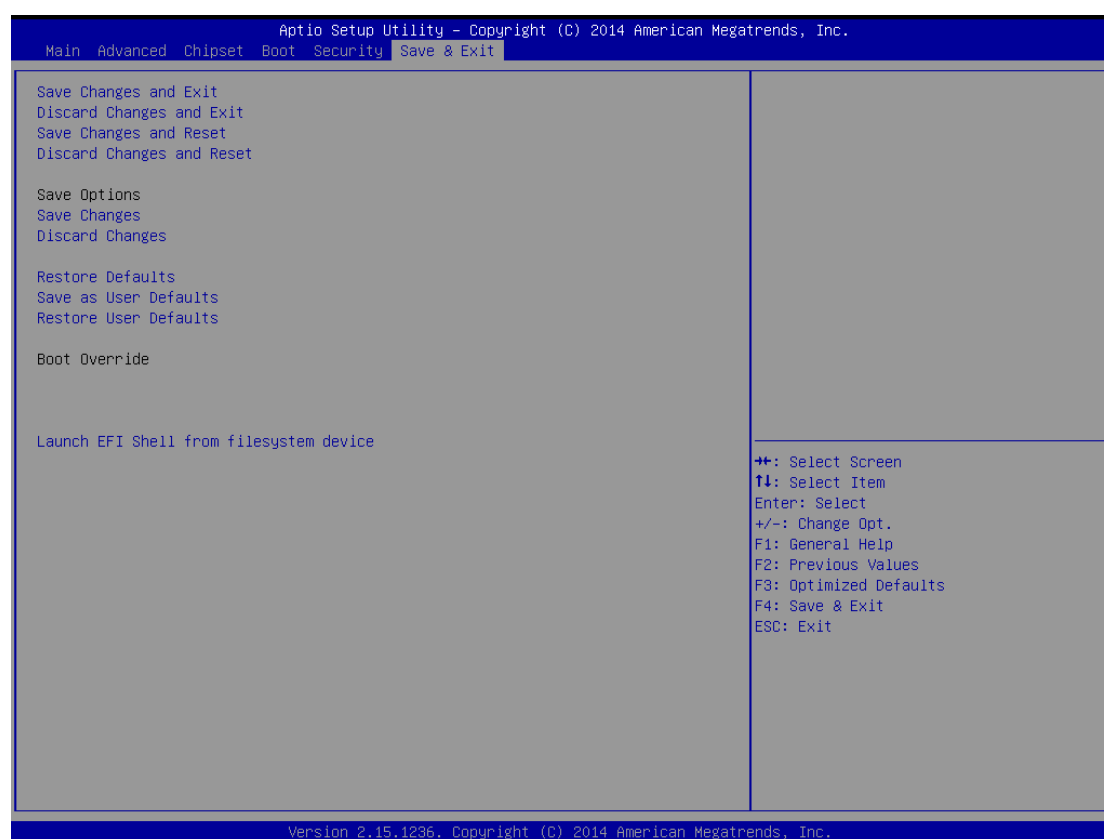 Aptio Setup Utility – Copyright (C) 2014 American Megatrends, Inc.
Main Advanced Chipset Boot Security Save & Exit
Save Changes and Exit
Discard Changes and Exit
Save Changes and Reset
Discard Changes and Reset
Save Options
Save Changes
Discard Changes
Restore Defaults
Save as User Defaults
Restore User Defaults
Boot Override
Launch EFI Shell from filesystem device
→←: Select Screen
↑↓: Select Item
Enter: Select
+/-: Change Opt.
F1: General Help
F2: Previous Values
F3: Optimized Defaults
F4: Save & Exit
ESC: Exit
Version 2.15.1236. Copyright (C) 2014 American Megatrends, Inc.